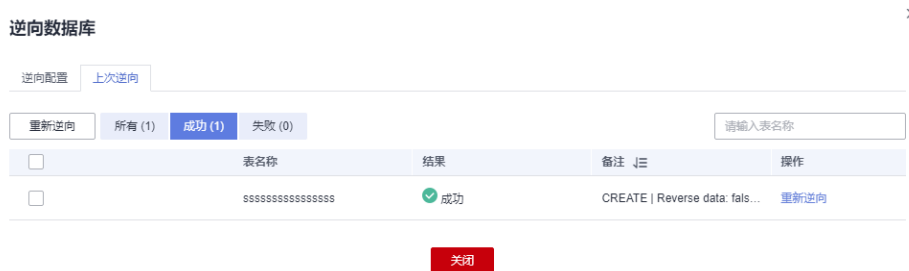 逆向数据库
逆向配置 上次逆向
重新逆向 所有 (1) 成功 (1) 失败 (0) 请输入表名称
表名称 结果 备注 操作
ssssssssssssssss 成功 CREATE | Reverse data: fals... 重新逆向
关闭